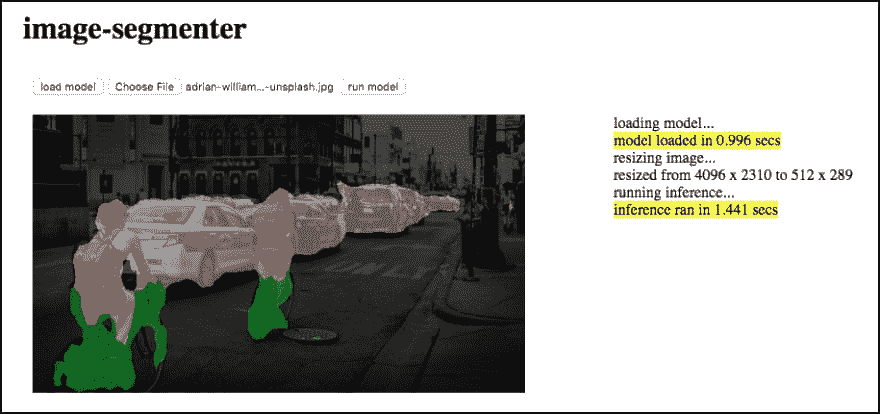 image-segmenter
load model Choose File adrian-william...-unsplash.jpg run model
loading model...
model loaded in 0.996 secs
resizing image...
resized from 4096 x 2310 to 512 x 289
running inference...
inference ran in 1.441 secs
ONLY